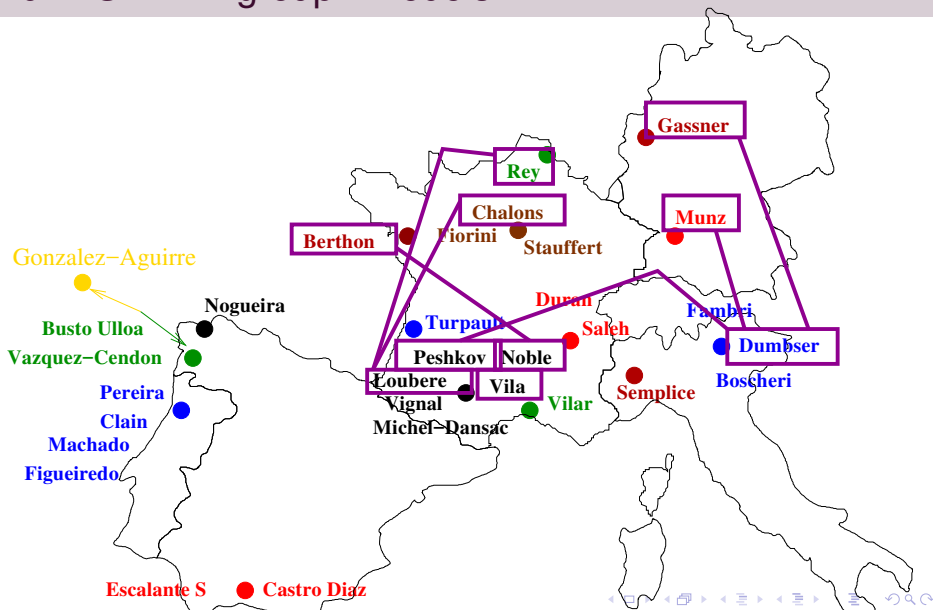 group
Gassner
Rey
Chalons
Munz
Berthon
Fiorini
Stauffert
Gonzalez-Aguirre
Nogueira
Duran
Fambri
Busto Ulloa
Turpault
Saleh
Vazquez-Cendon
Peshkov
Noble
Dumbser
Loubere
Vila
Boscheri
Pereira
Semplice
Vignal
Vilar
Clain
Michel-Dansac
Machado
Figueiredo
Escalante S
Castro Diaz